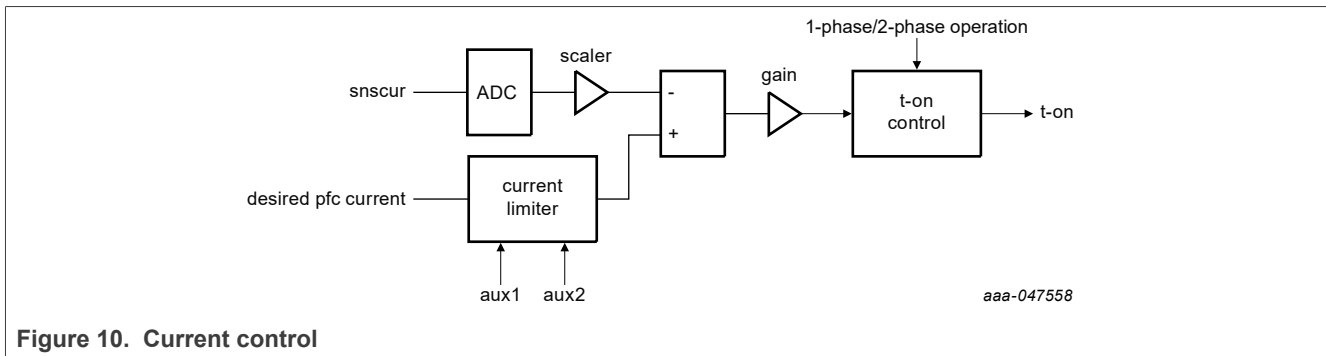 1-phase/2-phase operation
scaler
gain
snscur
ADC
-
+
t-on
control
t-on
desired pfc current
current
limiter
aux1
aux2
aaa-047558
Figure 10. Current control